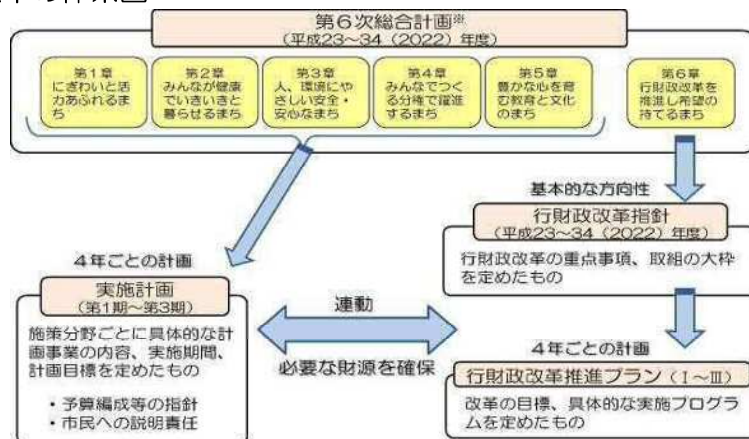 第6次総合計画※
(平成23～34(2022)年度)
第1章
にぎわいと活
力あふれるま
ち
第2章
みんなが健康
でいきいきと
暮らせるまち
第3章
人、環境にや
さしい安全・
安心なまち
第4章
みんなでつく
る分権で躍進
するまち
第5章
豊かな心を育
む教育と文化
のまち
第6章
行財政改革を
推進し希望の
持てるまち
基本的な方向性
行財政改革指針
(平成23～34(2022)年度)
行財政改革の重点事項、取組の大枠
を定めたもの
4年ごとの計画
実施計画
(第1期～第3期)
施策分野ごとに具体的な計
画事業の内容、実施期間、
計画目標を定めたもの
・予算編成等の指針
・市民への説明責任
連動
必要な財源を確保
4年ごとの計画
行財政改革推進プラン(Ⅰ～Ⅲ)
改革の目標、具体的な実施プログラ
ムを定めたもの